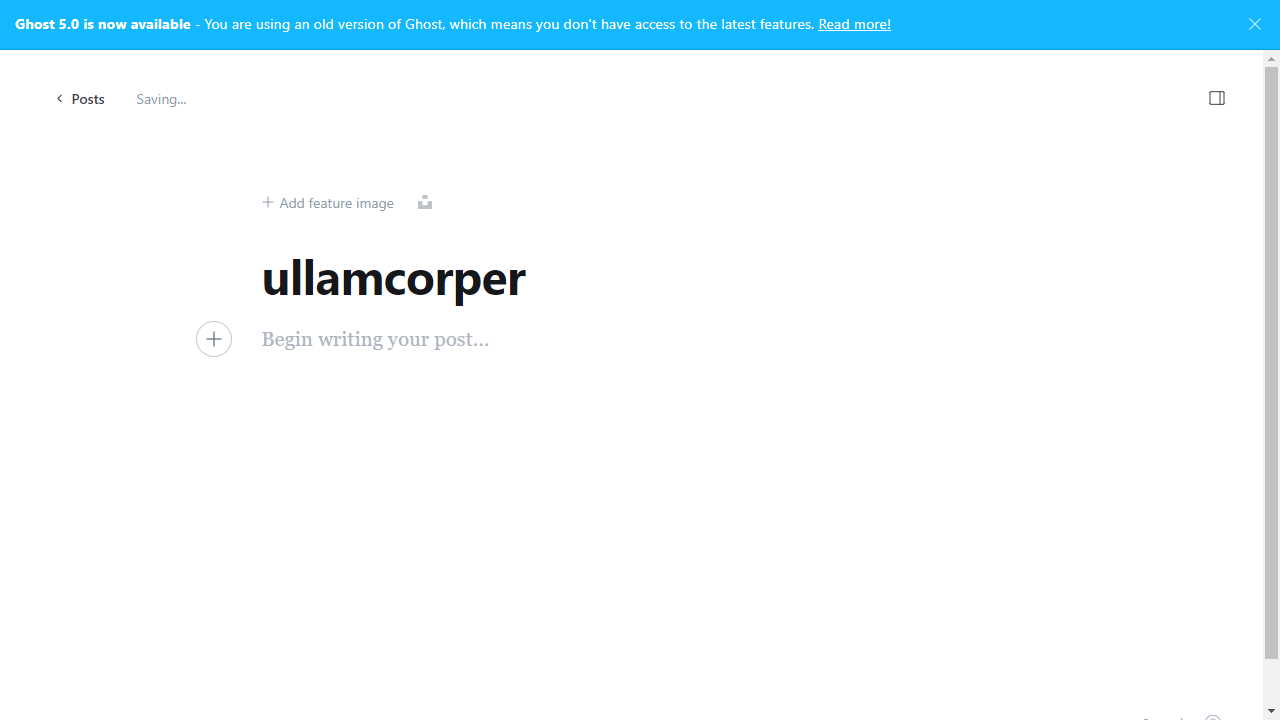 Ghost 5.0 is now available - You are using an old version of Ghost, which means you don't have access to the latest features. Read more!
Posts
Saving...
Add feature image
ullamcorper
Begin writing your post...